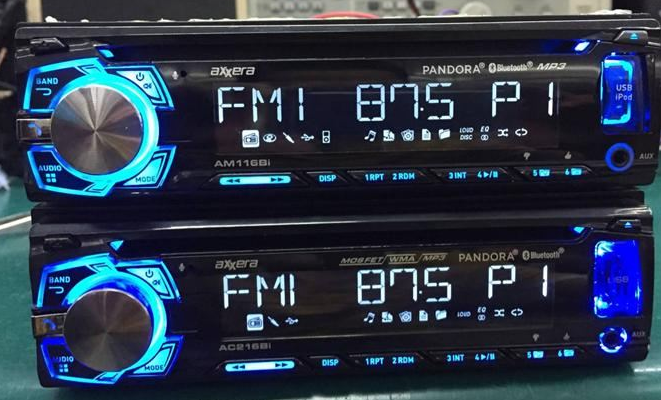 axxera PANDORA® Bluetooth® MP3
BAND
USB
iPod
FM1 87.5 P1
LOUD EQ
DISC
AM116Bi
AUX
AUDIO
MODE
DISP 1 RPT 2 RDM 3 INT 4 5 6
axxera MOSFET WMA MP3 PANDORA® Bluetooth®
BAND
USB
FM1 87.5 P1
LOUD EQ
AC216Bi
AUX
AUDIO
MODE
DISP 1 RPT 2 RDM 3 INT 4 5 6